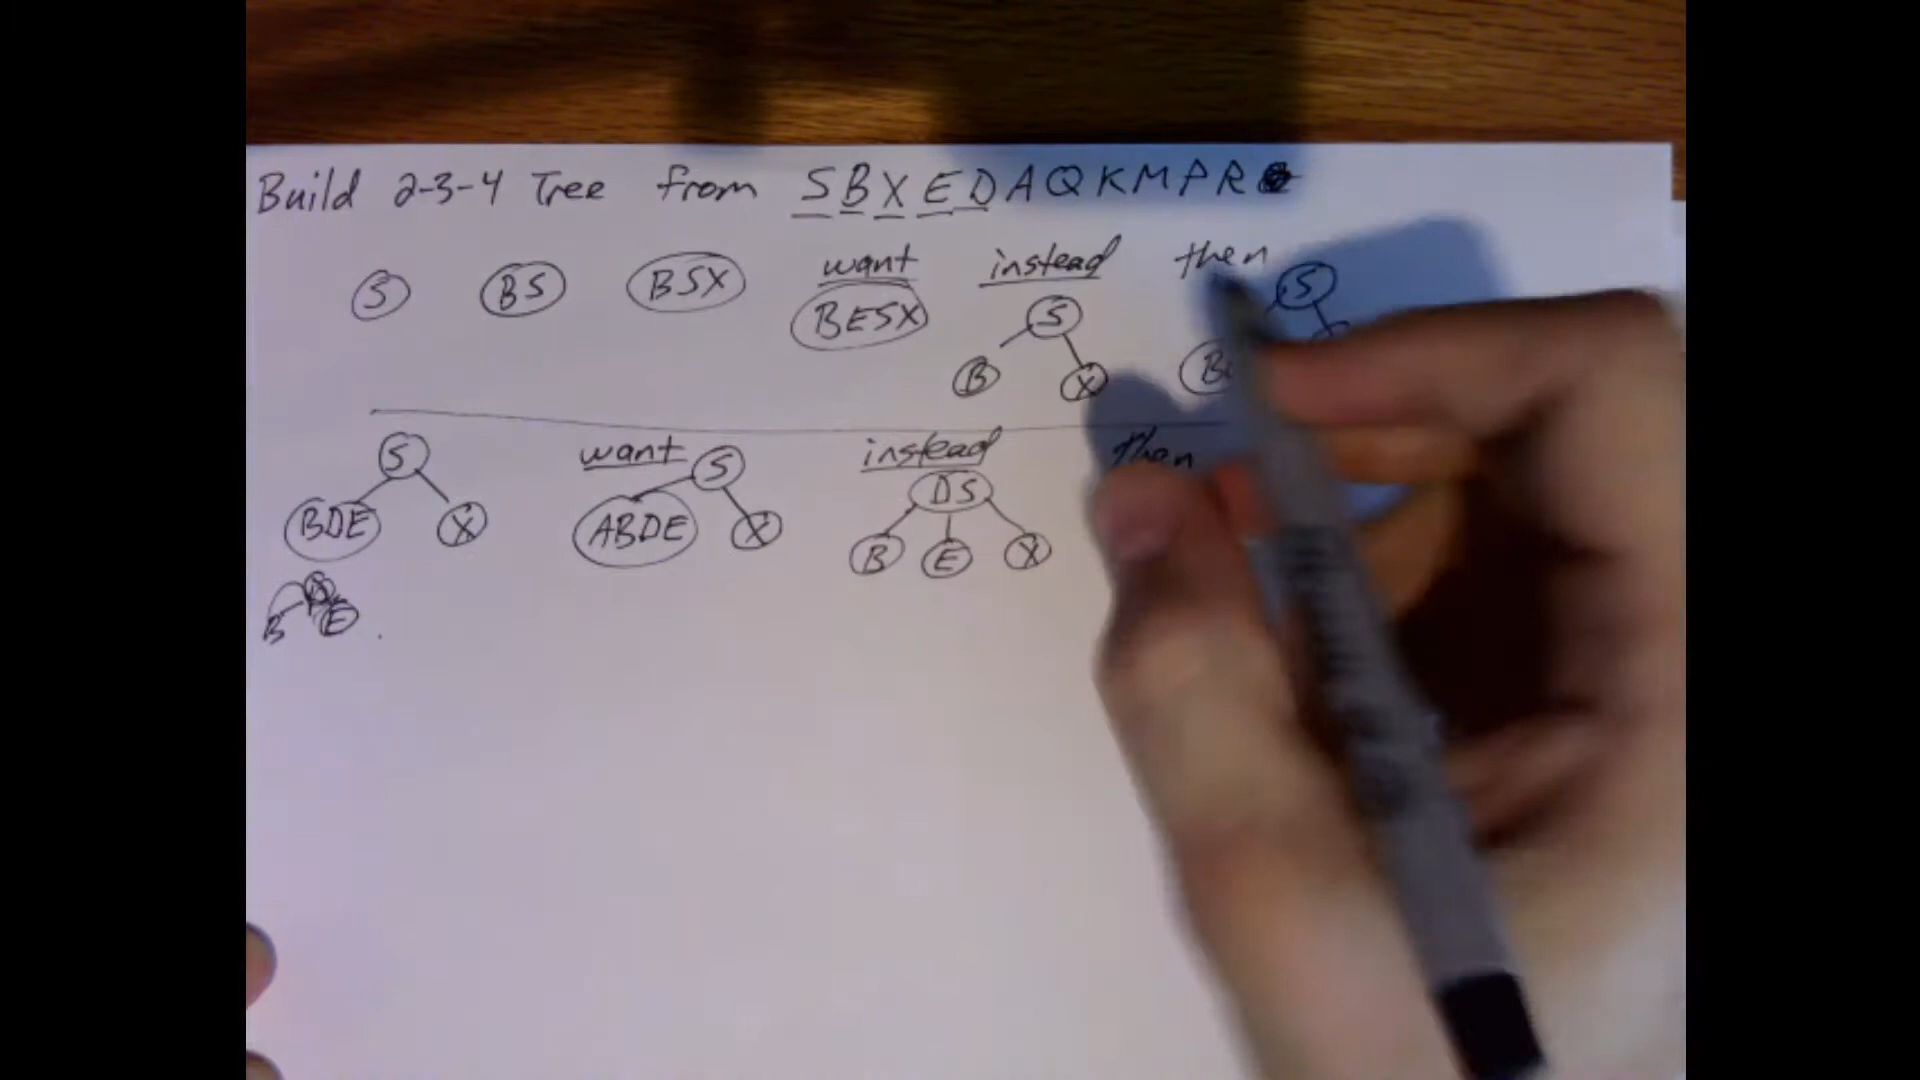 Build 2-3-4 Tree from SBXEDAQKMPR
want instead then
S BS BSX BESX S S
B X
want instead then
S S DS
BDE X ABDE X B E X
B E